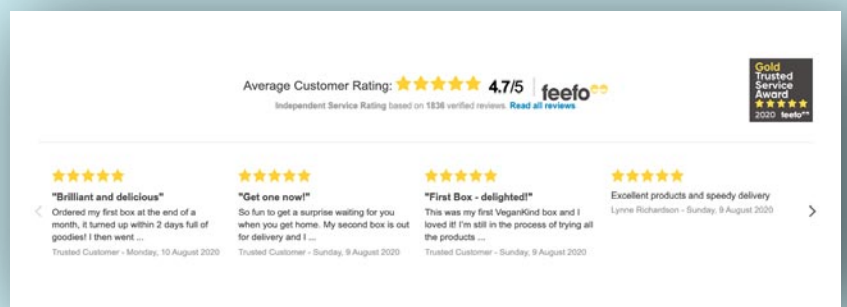 Average Customer Rating: 4.7/5 feefo
Independent Service Rating based on 1836 verified reviews. Read all reviews
Gold
Trusted
Service
Award
2020 feefo
"Brilliant and delicious"
Ordered my first box at the end of a
month, it turned up within 2 days full of
goodies! I then went ...
Trusted Customer - Monday, 10 August 2020
"Get one now!"
So fun to get a surprise waiting for you
when you get home. My second box is out
for delivery and I ...
Trusted Customer - Sunday, 9 August 2020
"First Box - delighted!"
This was my first VeganKind box and I
loved it! I'm still in the process of trying all
the products ...
Trusted Customer - Sunday, 9 August 2020
Excellent products and speedy delivery
Lynne Richardson - Sunday, 9 August 2020